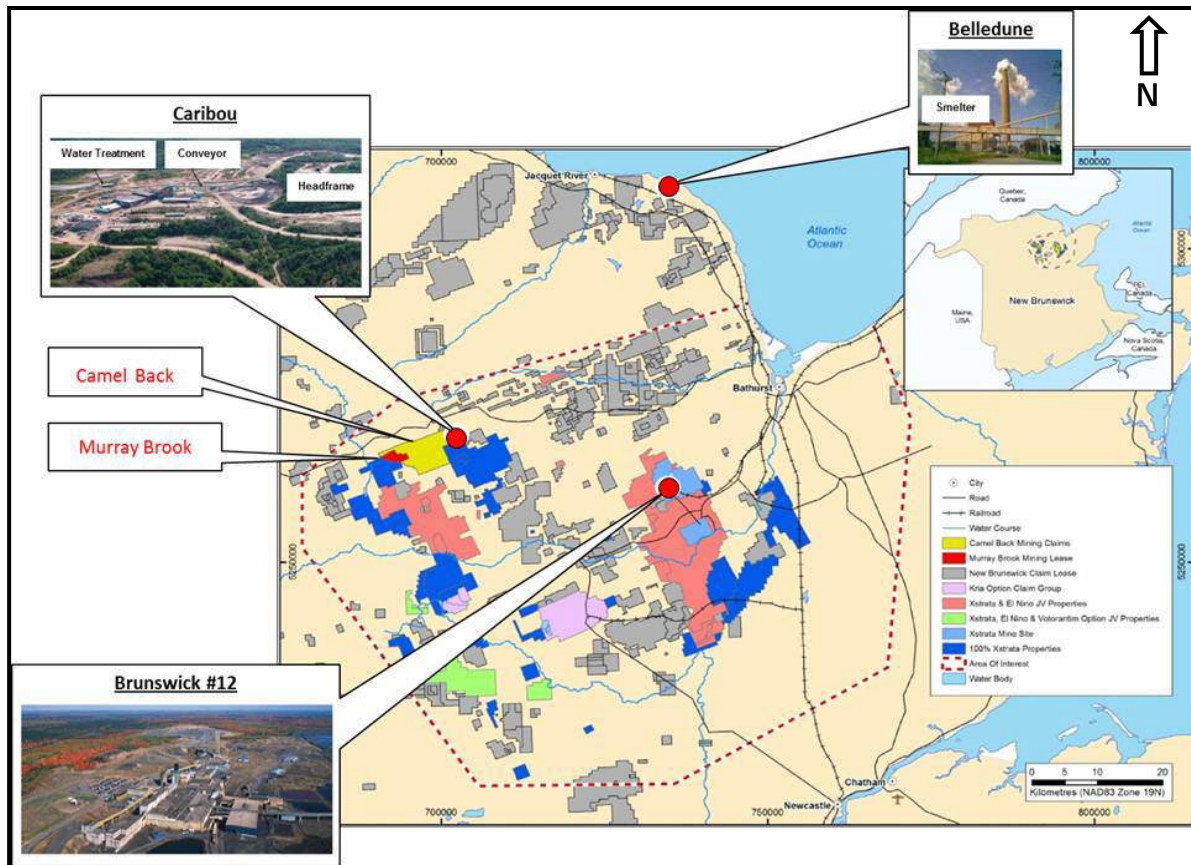 Belledune
Smelter
N
Caribou
Water Treatment
Conveyor
Headframe
700000
800000
Jacquet River
Atlantic
Ocean
Quebec,
Canada
Atlantic
Ocean
New Brunswick
PEI,
Canada
Maine,
USA
Nova Scotia,
Canada
5300000
Camel Back
Murray Brook
Bathurst
5250000
5250000
City
Road
Railroad
Water Course
Camel Back Mining Claims
Murray Brook Mining Lease
New Brunswick Claim Lease
Kria Option Claim Group
Xstrata & El Nino JV Properties
Xstrata, El Nino & Votorantim Option JV Properties
Xstrata Mine Site
100% Xstrata Properties
Area Of Interest
Water Body
Brunswick #12
Chatham
Newcastle
0 5 10 20
Kilometres (NAD83 Zone 19N)
700000
750000
800000